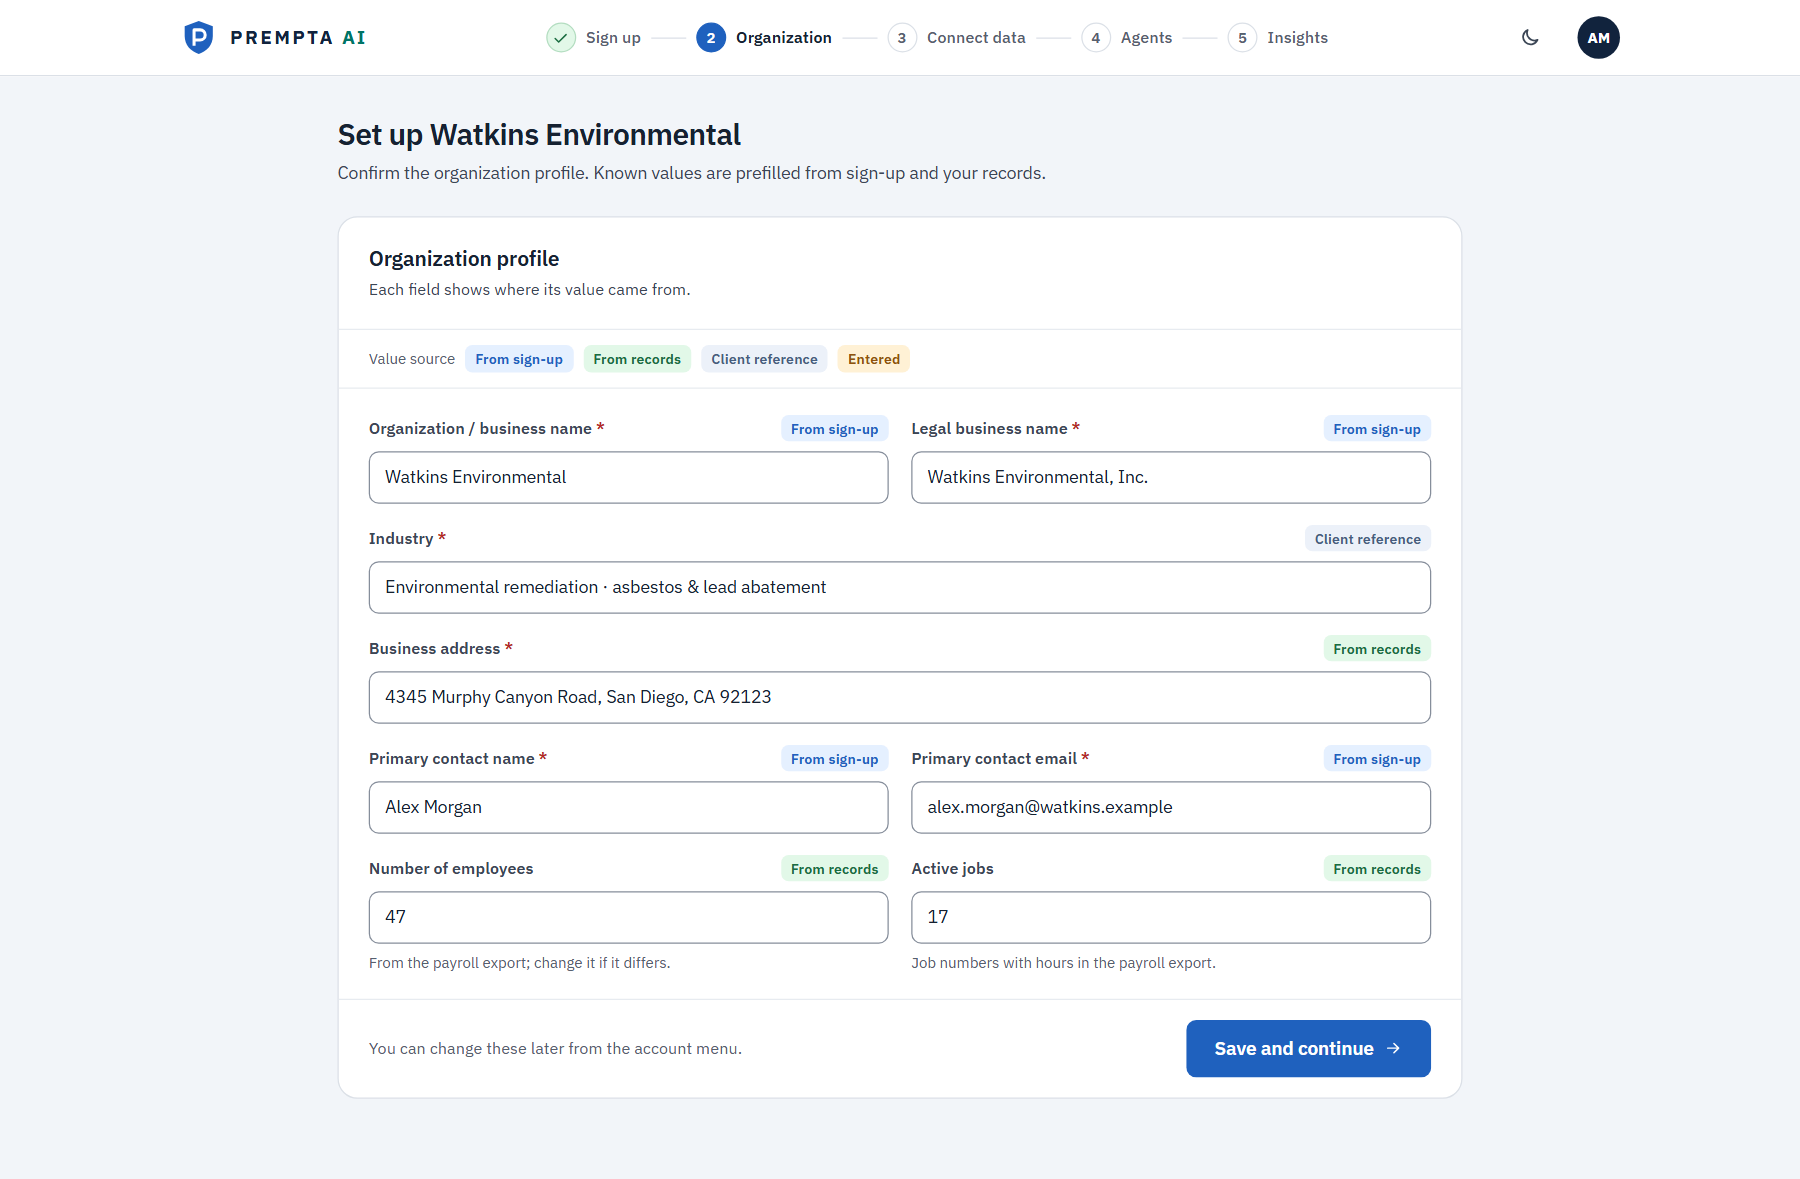 PREMPTA AI
Sign up
2 Organization
3 Connect data
4 Agents
5 Insights
AM
Set up Watkins Environmental
Confirm the organization profile. Known values are prefilled from sign-up and your records.
Organization profile
Each field shows where its value came from.
Value source From sign-up From records Client reference Entered
Organization / business name * From sign-up
Watkins Environmental
Legal business name * From sign-up
Watkins Environmental, Inc.
Industry * Client reference
Environmental remediation · asbestos & lead abatement
Business address * From records
4345 Murphy Canyon Road, San Diego, CA 92123
Primary contact name * From sign-up
Alex Morgan
Primary contact email * From sign-up
alex.morgan@watkins.example
Number of employees From records
47
From the payroll export; change it if it differs.
Active jobs From records
17
Job numbers with hours in the payroll export.
You can change these later from the account menu.
Save and continue →